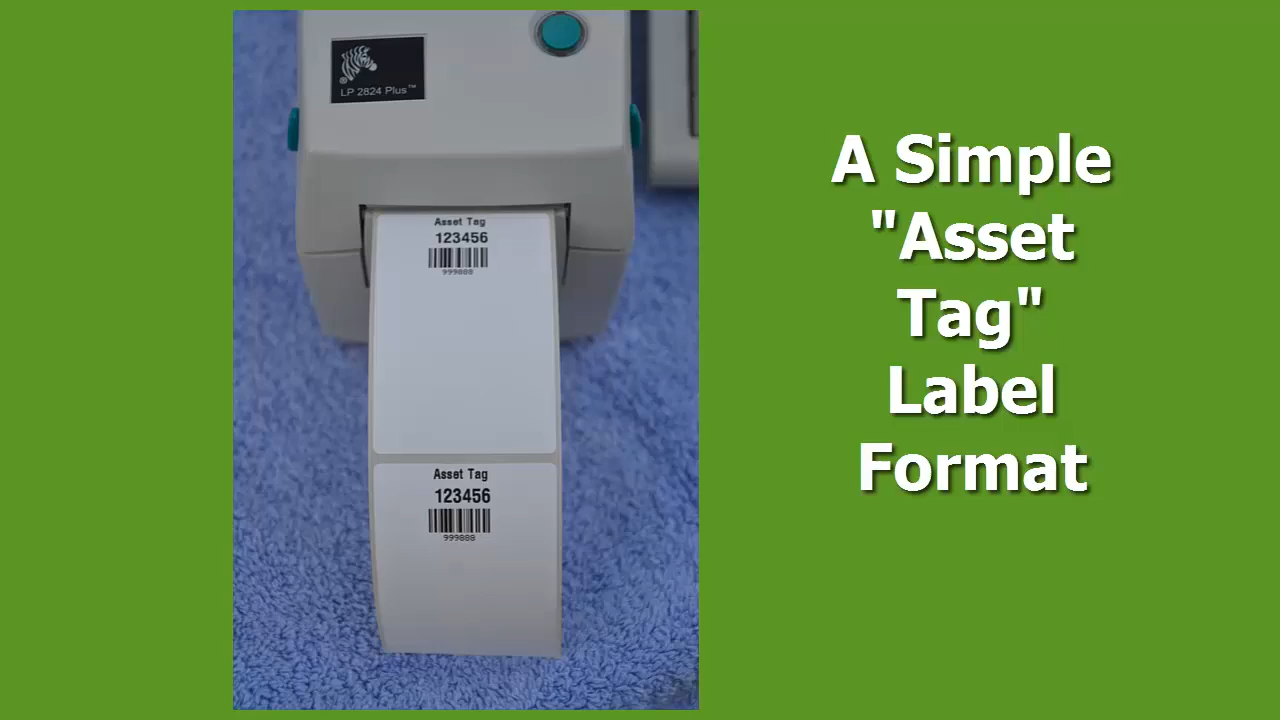 LP 2824 Plus™
Asset Tag
123456
999888
Asset Tag
123456
999888
A Simple
"Asset
Tag"
Label
Format